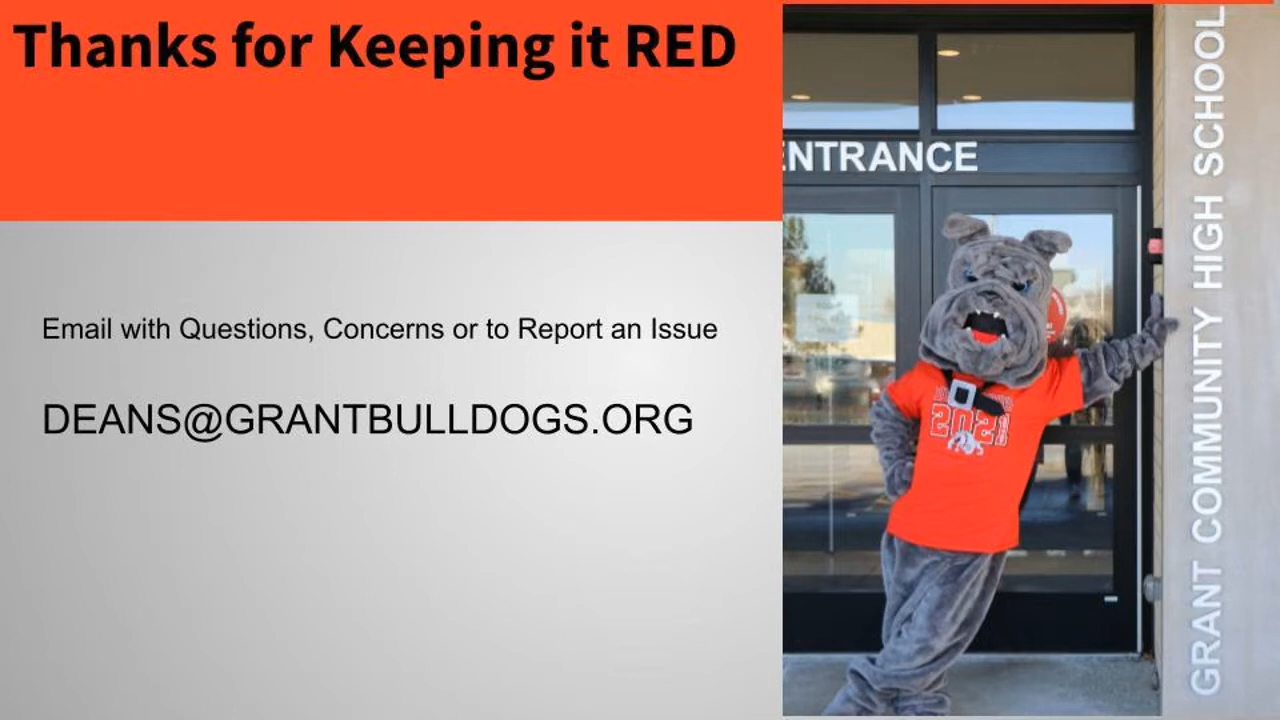 Thanks for Keeping it RED
Email with Questions, Concerns or to Report an Issue
DEANS@GRANTBULLDOGS.ORG
ENTRANCE
GRANT COMMUNITY HIGH SCHOOL
2021